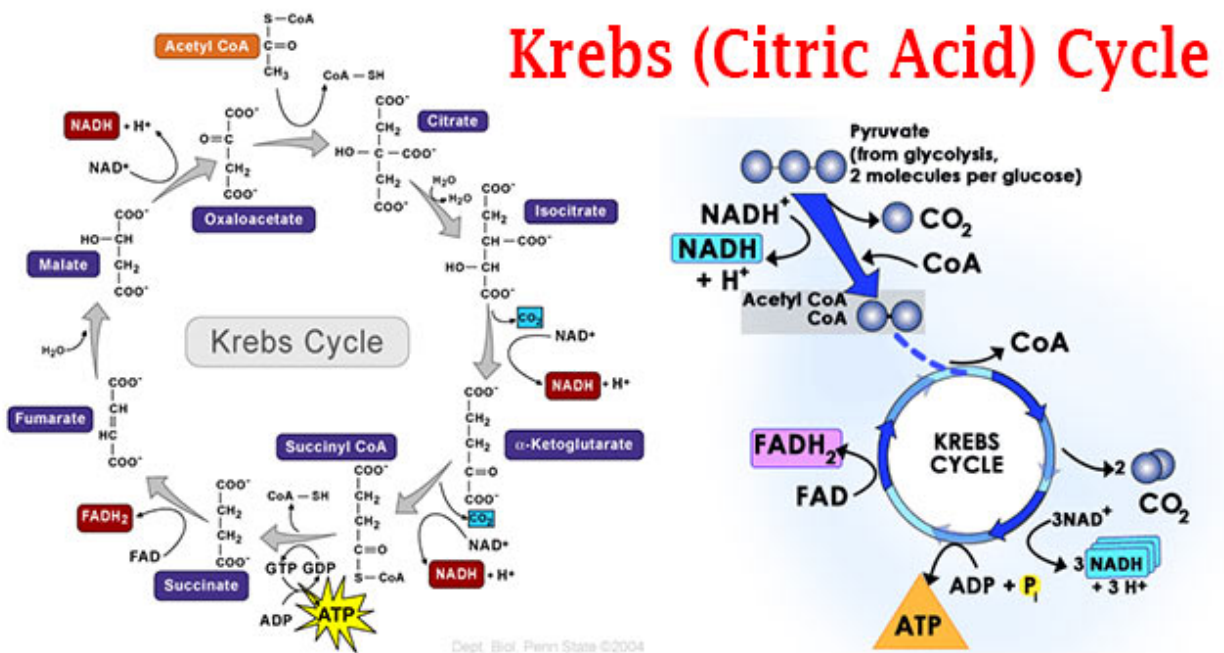 Krebs (Citric Acid) Cycle
S – CoA
Acetyl CoA
C = O
CH₃
CoA – SH
NADH + H⁺
NAD⁺
COO⁻
O=C
CH₂
COO⁻
Oxaloacetate
COO⁻
CH₂
HO – C – COO⁻
CH₂
COO⁻
Citrate
H₂O
H₂O
COO⁻
CH₂
CH – COO⁻
HO – CH
COO⁻
Isocitrate
CO₂
NAD⁺
NADH + H⁺
COO⁻
CH₂
CH₂
C = O
COO⁻
α-Ketoglutarate
CO₂
NAD⁺
NADH + H⁺
Succinyl CoA
COO⁻
CH₂
CH₂
C = O
S – CoA
CoA – SH
GTP GDP
ADP
ATP
COO⁻
CH₂
CH₂
COO⁻
Succinate
FADH₂
FAD
COO⁻
CH
HC
COO⁻
Fumarate
H₂O
COO⁻
HO – CH
CH₂
COO⁻
Malate
Krebs Cycle
Dept. Biol. Penn State ©2004
Pyruvate
(from glycolysis,
2 molecules per glucose)
NADH⁺
CO₂
NADH
+ H⁺
CoA
Acetyl CoA
CoA
CoA
KREBS
CYCLE
FADH₂
FAD
2
CO₂
3NAD⁺
3 NADH
+ 3 H⁺
ADP + Pi
ATP